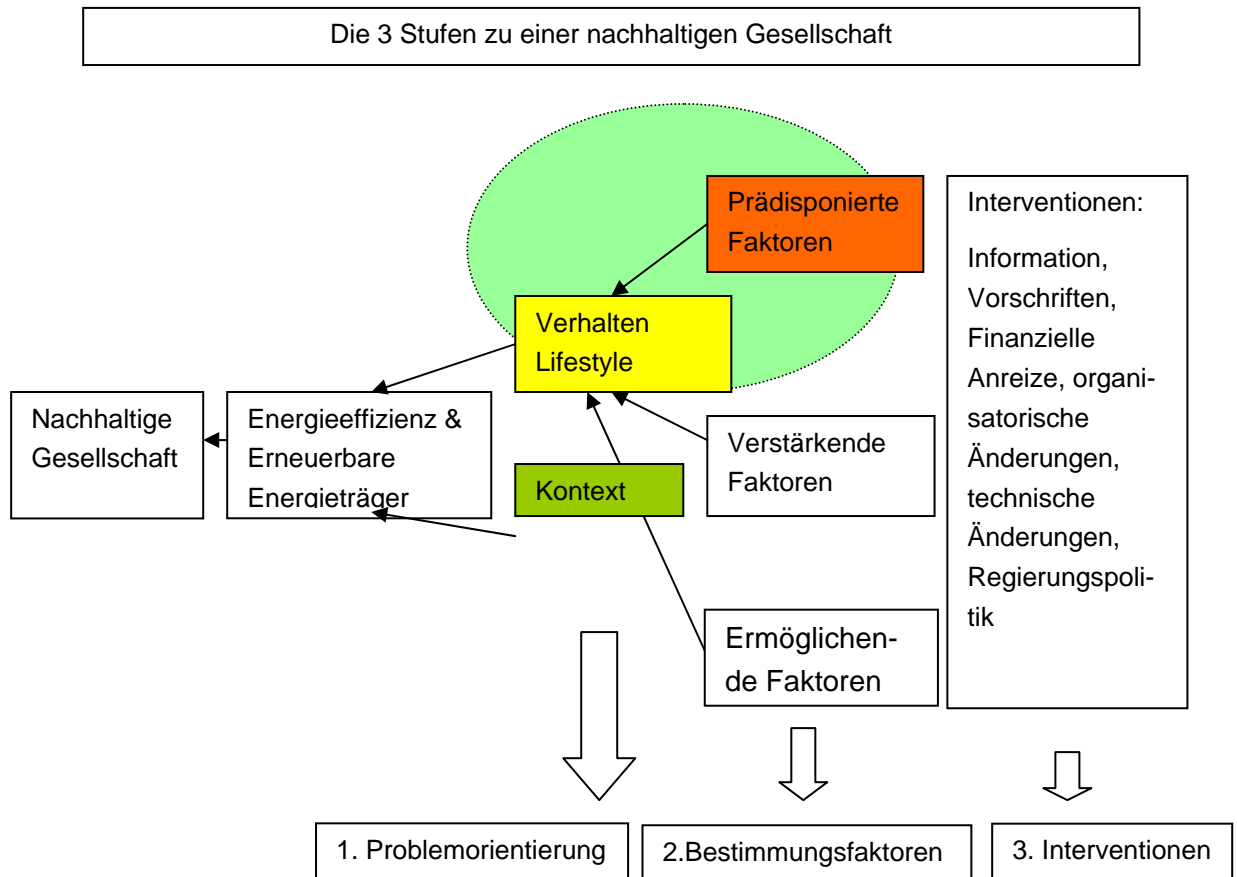 Die 3 Stufen zu einer nachhaltigen Gesellschaft
Prädisponierte
Faktoren
Interventionen:
Information,
Vorschriften,
Finanzielle
Anreize, organi-
satorische
Änderungen,
technische
Änderungen,
Regierungspoli-
tik
Verhalten
Lifestyle
Nachhaltige
Gesellschaft
Energieeffizienz &
Erneuerbare
Energieträger
Kontext
Verstärkende
Faktoren
Ermöglichen-
de Faktoren
1. Problemorientierung
2.Bestimmungsfaktoren
3. Interventionen